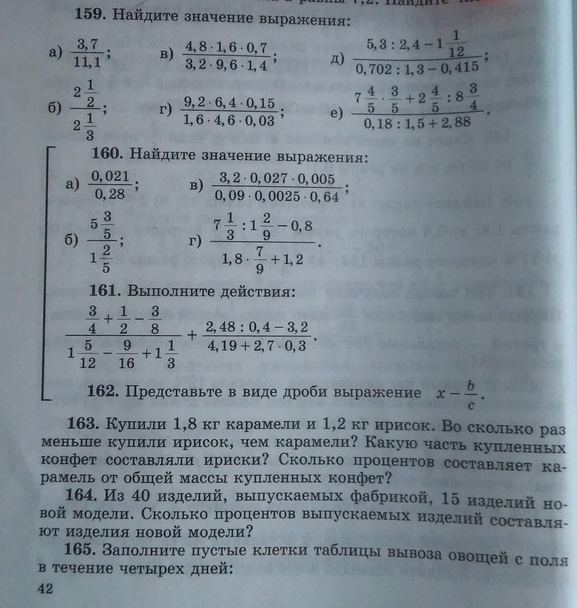 а равны 7,2. Найдите
159. Найдите значение выражения:
а) 3,7/11,1; в) (4,8·1,6·0,7)/(3,2·9,6·1,4); д) (5,3 : 2,4 − 1 1/12)/(0,702 : 1,3 − 0,415);
б) (2 1/2)/(2 1/3); г) (9,2·6,4·0,15)/(1,6·4,6·0,03); е) (7 4/5 · 3/5 + 2 4/5 : 8 3/4)/(0,18 : 1,5 + 2,88).
160. Найдите значение выражения:
а) 0,021/0,28; в) (3,2·0,027·0,005)/(0,09·0,0025·0,64);
б) (5 3/5)/(1 2/5); г) (7 1/3 : 1 2/9 − 0,8)/(1,8 · 7/9 + 1,2).
161. Выполните действия:
(3/4 + 1/2 − 3/8)/(1 5/12 − 9/16 + 1 1/3) + (2,48 : 0,4 − 3,2)/(4,19 + 2,7·0,3).
162. Представьте в виде дроби выражение x − b/c.
163. Купили 1,8 кг карамели и 1,2 кг ирисок. Во сколько раз
меньше купили ирисок, чем карамели? Какую часть купленных
конфет составляли ириски? Сколько процентов составляет ка-
рамель от общей массы купленных конфет?
164. Из 40 изделий, выпускаемых фабрикой, 15 изделий но-
вой модели. Сколько процентов выпускаемых изделий составля-
ют изделия новой модели?
165. Заполните пустые клетки таблицы вывоза овощей с поля
в течение четырех дней:
42